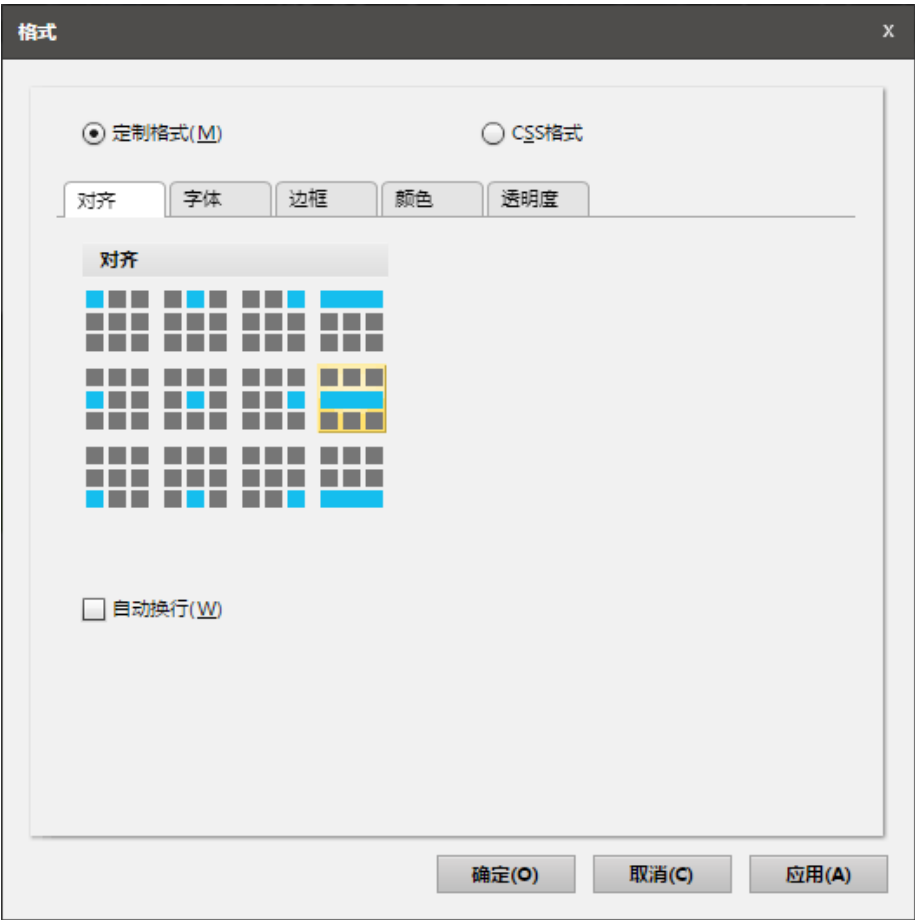 格式 x
定制格式(M) CSS格式
对齐 字体 边框 颜色 透明度
对齐
自动换行(W)
确定(O) 取消(C) 应用(A)